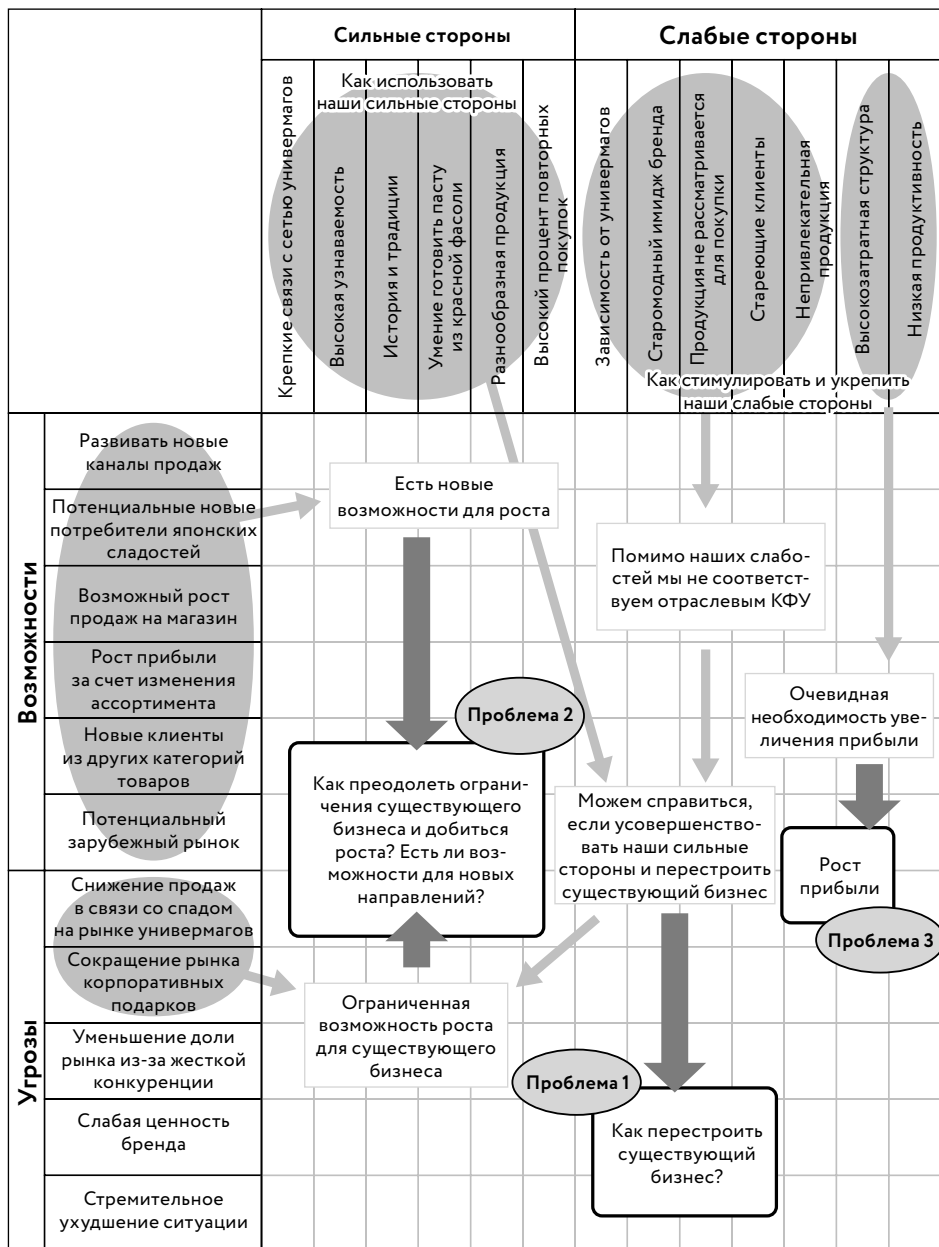 Сильные стороны
Слабые стороны
Как использовать
наши сильные стороны
Крепкие связи с сетью универмагов
Высокая узнаваемость
История и традиции
Умение готовить пасту
из красной фасоли
Разнообразная продукция
Высокий процент повторных
покупок
Зависимость от универмагов
Старомодный имидж бренда
Продукция не рассматривается
для покупки
Стареющие клиенты
Непривлекательная
продукция
Высокозатратная структура
Низкая продуктивность
Как стимулировать и укрепить
наши слабые стороны
Возможности
Развивать новые
каналы продаж
Потенциальные новые
потребители японских
сладостей
Возможный рост
продаж на магазин
Рост прибыли
за счет изменения
ассортимента
Новые клиенты
из других категорий
товаров
Потенциальный
зарубежный рынок
Есть новые
возможности для роста
Помимо наших слабо-
стей мы не соответст-
вуем отраслевым КФУ
Очевидная
необходимость уве-
личения прибыли
Проблема 2
Как преодолеть ограни-
чения существующего
бизнеса и добиться
роста? Есть ли воз-
можности для новых
направлений?
Можем справиться,
если усовершенство-
вать наши сильные
стороны и перестроить
существующий бизнес
Рост
прибыли
Проблема 3
Угрозы
Снижение продаж
в связи со спадом
на рынке универмагов
Сокращение рынка
корпоративных
подарков
Уменьшение доли
рынка из-за жесткой
конкуренции
Слабая ценность
бренда
Стремительное
ухудшение ситуации
Ограниченная
возможность роста
для существующего
бизнеса
Проблема 1
Как перестроить
существующий
бизнес?